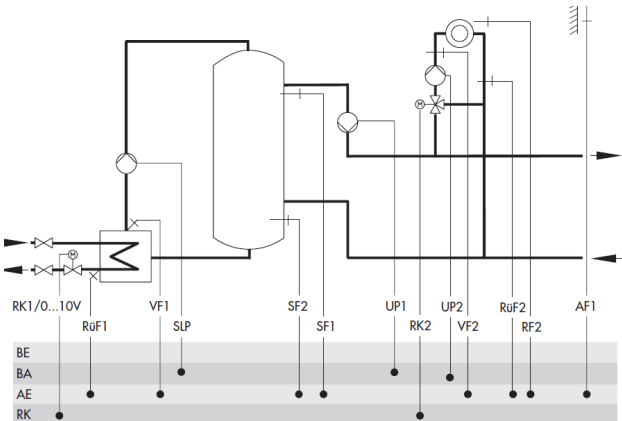 M
M
RK1/0...10V
VF1
SF2
UP1
UP2
RüF2
AF1
RüF1
SLP
SF1
RK2
VF2
RF2
BE
BA
AE
RK